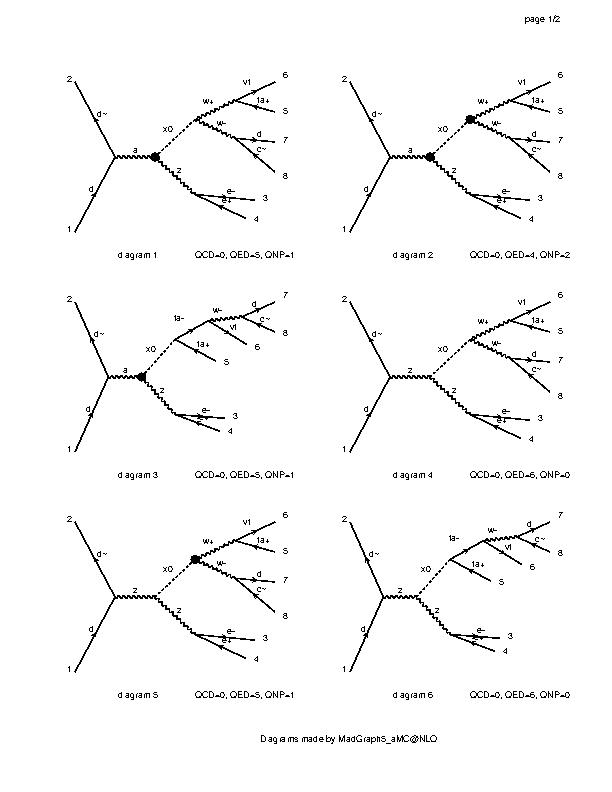 page 1/2
2
d~
d
1
a
x0
w+
vt
ta+
w-
d
c~
z
e-
e+
6
5
7
8
3
4
diagram 1 QCD=0, QED=5, QNP=1
2
d~
d
1
a
x0
w+
vt
ta+
w-
d
c~
z
e-
e+
6
5
7
8
3
4
diagram 2 QCD=0, QED=4, QNP=2
2
d~
d
1
a
x0
ta-
w-
d
c~
vt
ta+
z
e-
7
8
6
5
3
4
diagram 3 QCD=0, QED=5, QNP=1
2
d~
d
1
z
x0
w+
vt
ta+
w-
d
c~
z
e-
e+
6
5
7
8
3
4
diagram 4 QCD=0, QED=6, QNP=0
2
d~
d
1
z
x0
w+
vt
ta+
w-
d
c~
z
e-
e+
6
5
7
8
3
4
diagram 5 QCD=0, QED=5, QNP=1
2
d~
d
1
z
x0
ta-
w-
d
c~
vt
ta+
z
e-
e+
7
8
6
5
3
4
diagram 6 QCD=0, QED=6, QNP=0
Diagrams made by MadGraph5_aMC@NLO